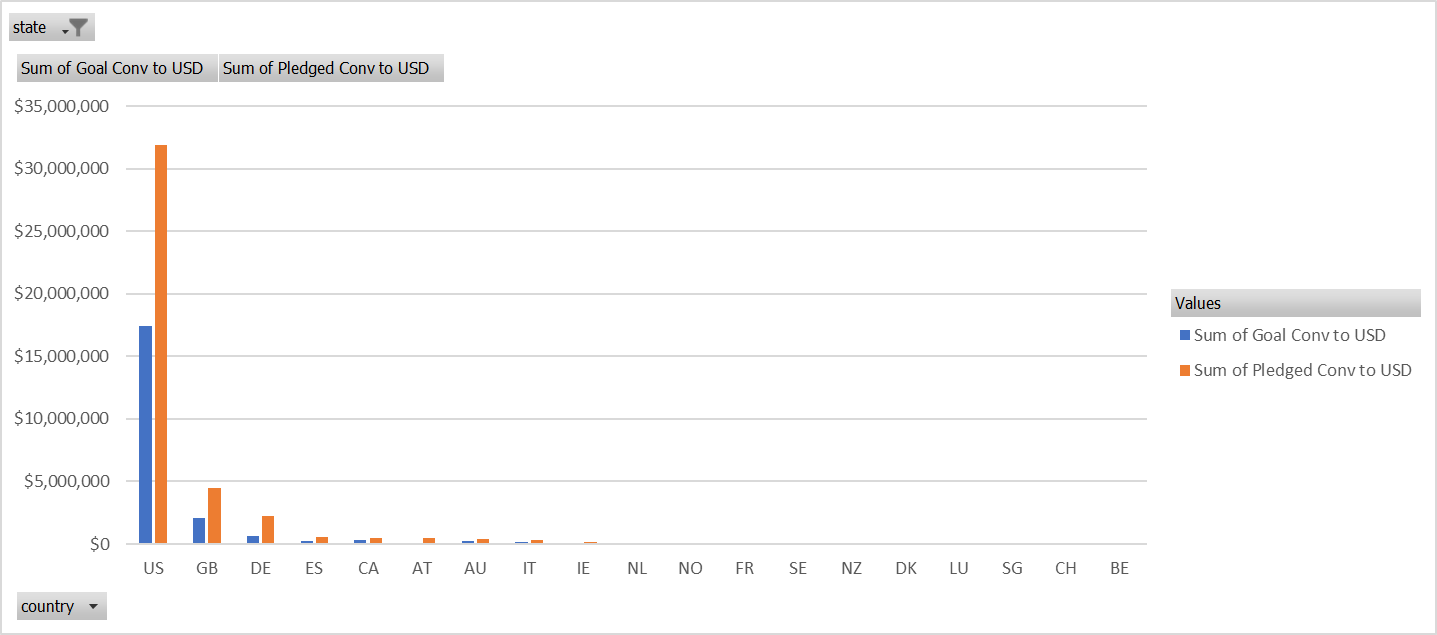 state
Sum of Goal Conv to USD Sum of Pledged Conv to USD
$35,000,000
$30,000,000
$25,000,000
$20,000,000
$15,000,000
$10,000,000
$5,000,000
$0
US GB DE ES CA AT AU IT IE NL NO FR SE NZ DK LU SG CH BE
Values
Sum of Goal Conv to USD
Sum of Pledged Conv to USD
country